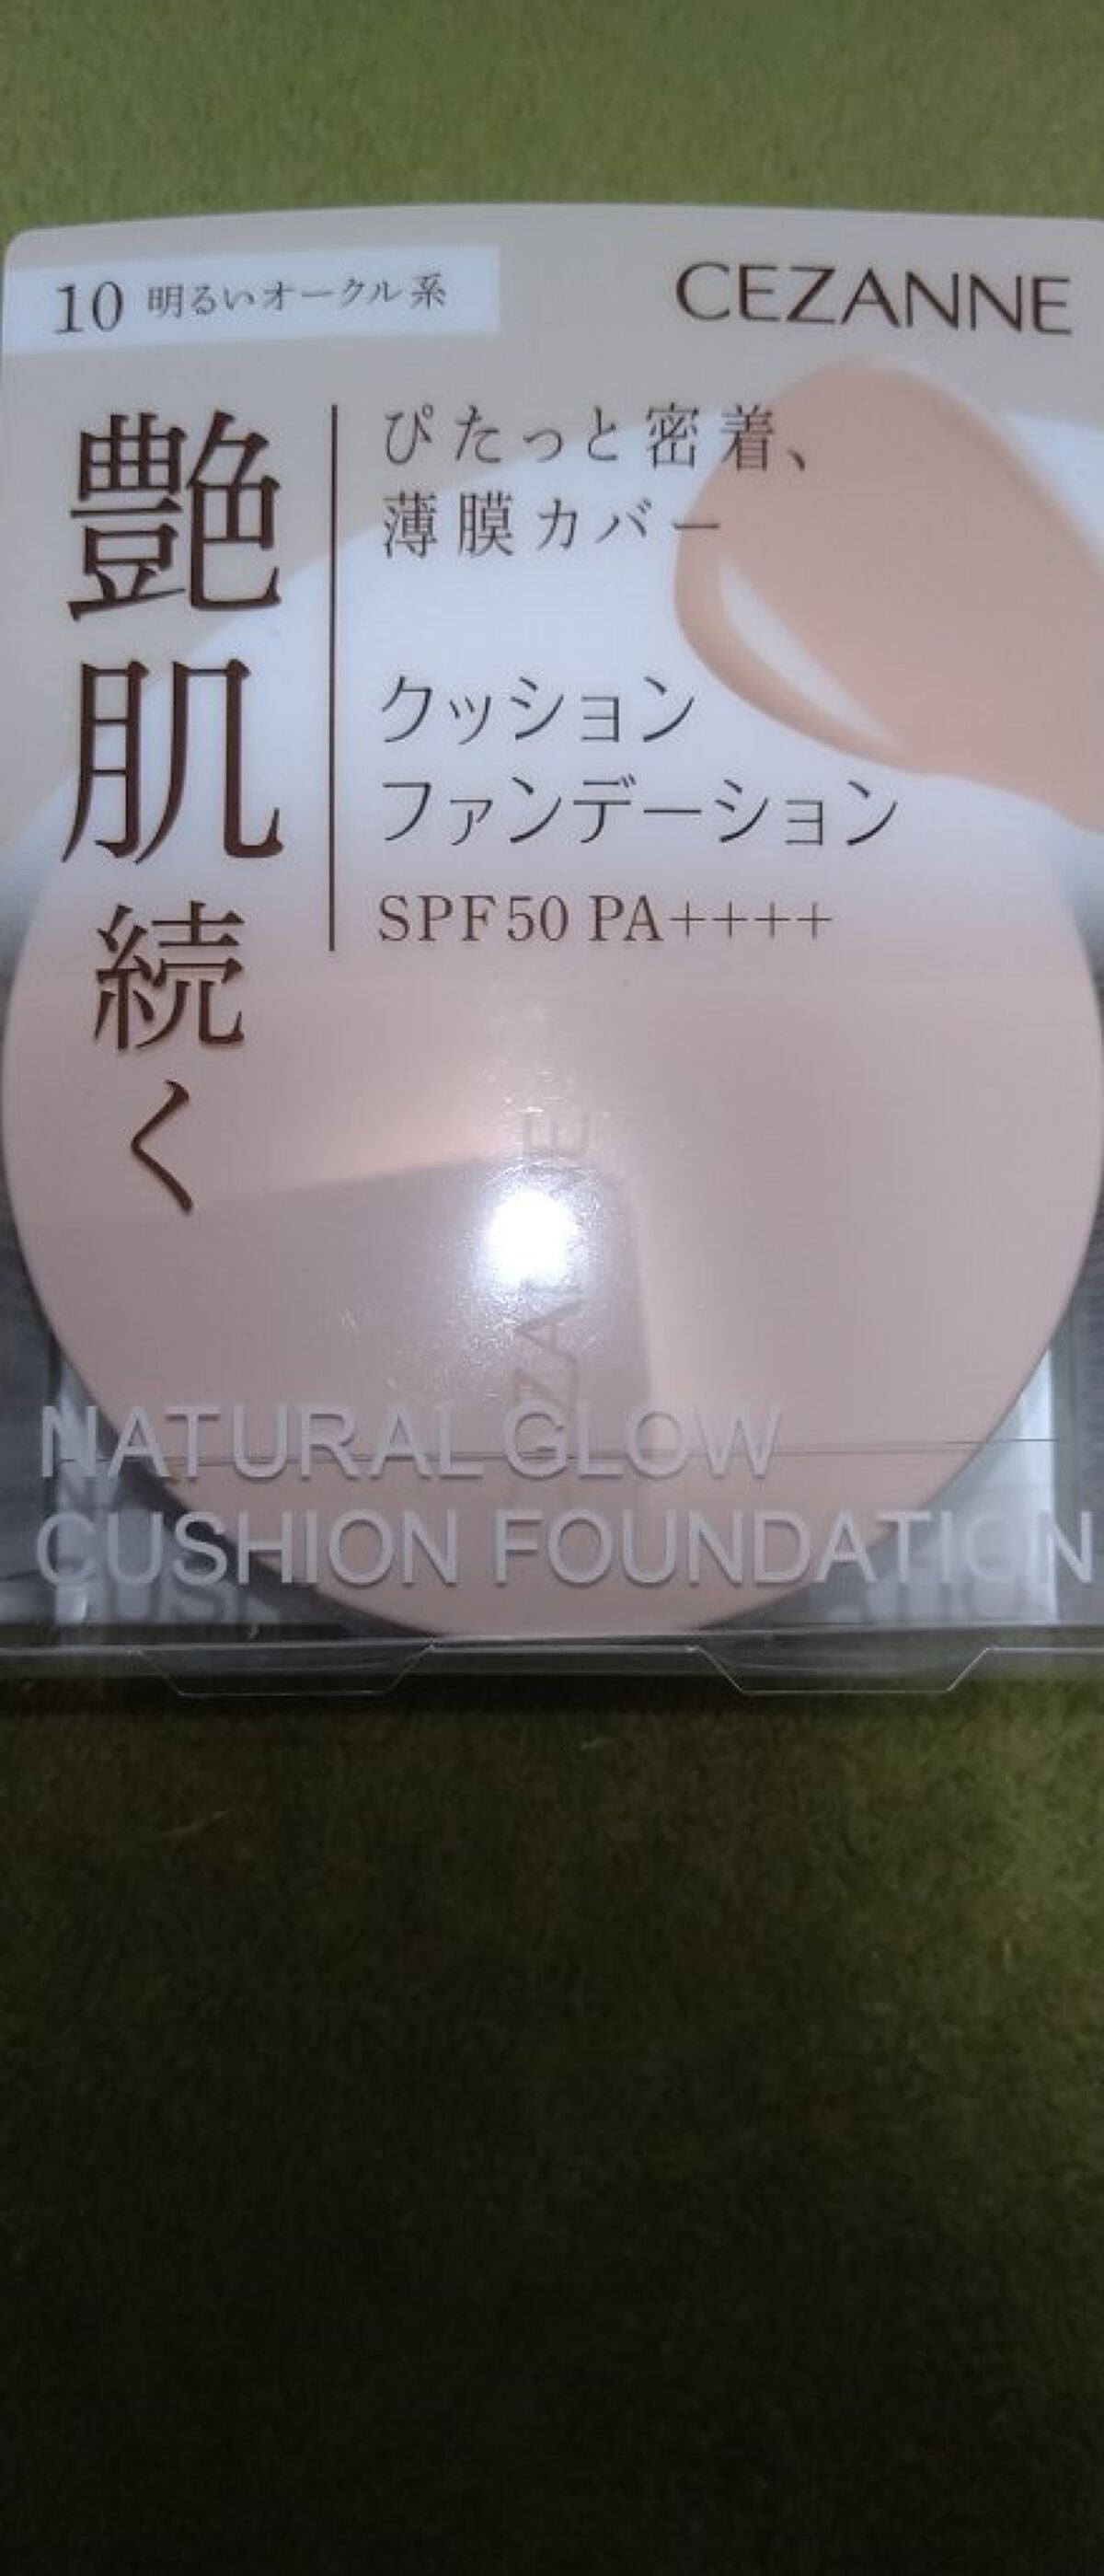 10 明るいオークル系
CEZANNE
艶肌続く
ぴたっと密着、
薄膜カバー
クッション
ファンデーション
SPF50 PA++++
NATURAL GLOW
CUSHION FOUNDATION